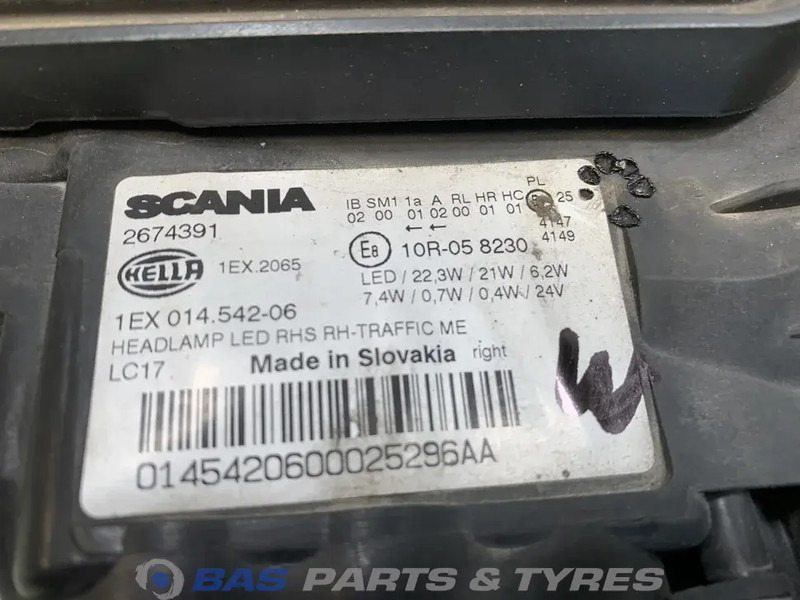 SCANIA
2674391
HELLA 1EX.2065
1EX 014.542-06
HEADLAMP LED RHS RH-TRAFFIC ME
LC17 Made in Slovakia right
IB SM1 1a A RL HR HC PL
02 00 01 02 00 01 01 25
← ← 4147
4149
E8 10R-05 8230
LED / 22,3W / 21W / 6,2W
7,4W / 0,7W / 0,4W / 24V
0145420600025296AA
BAS PARTS & TYRES